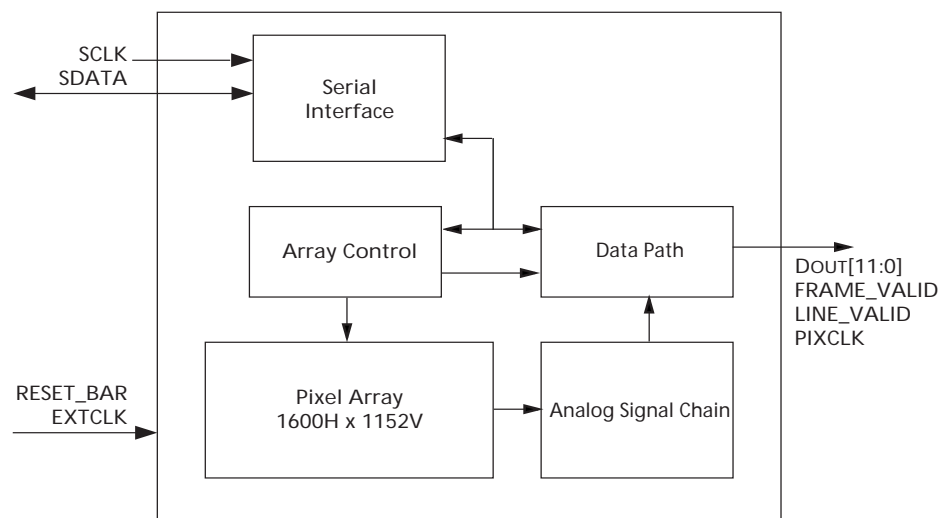 SCLK
SDATA
Serial
Interface
Array Control
Data Path
DOUT[11:0]
FRAME_VALID
LINE_VALID
PIXCLK
RESET_BAR
EXTCLK
Pixel Array
1600H x 1152V
Analog Signal Chain